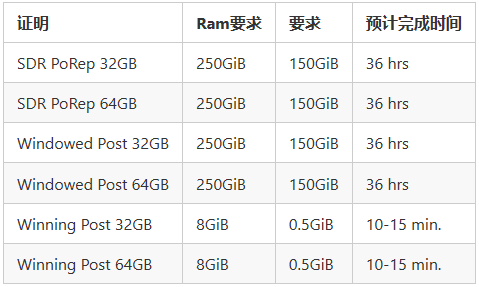 证明 Ram要求 要求 预计完成时间
SDR PoRep 32GB 250GiB 150GiB 36 hrs
SDR PoRep 64GB 250GiB 150GiB 36 hrs
Windowed Post 32GB 250GiB 150GiB 36 hrs
Windowed Post 64GB 250GiB 150GiB 36 hrs
Winning Post 32GB 8GiB 0.5GiB 10-15 min.
Winning Post 64GB 8GiB 0.5GiB 10-15 min.